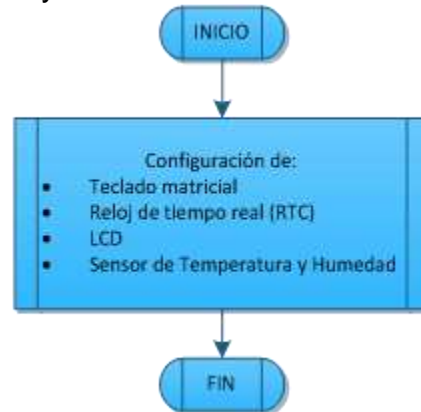 INICIO
Configuración de:
• Teclado matricial
• Reloj de tiempo real (RTC)
• LCD
• Sensor de Temperatura y Humedad
FIN